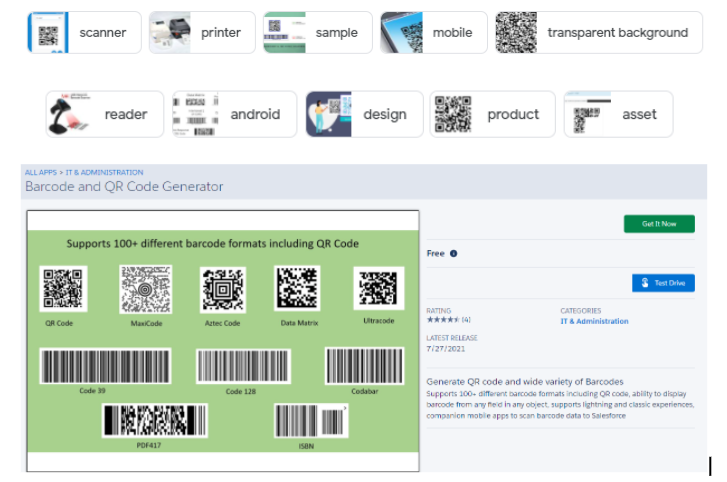 scanner
printer
sample
mobile
transparent background
reader
android
design
product
asset
ALL APPS > IT & ADMINISTRATION
Barcode and QR Code Generator
Supports 100+ different barcode formats including QR Code
QR Code
MaxiCode
Aztec Code
Data Matrix
Ultracode
Code 39
Code 128
Codabar
PDF417
ISBN
Get It Now
Free
Test Drive
RATING
(4)
CATEGORIES
IT & Administration
LATEST RELEASE
7/27/2021
Generate QR code and wide variety of Barcodes
Supports 100+ different barcode formats including QR code, ability to display
barcode from any field in any object, supports lightning and classic experiences,
companion mobile apps to scan barcode data to Salesforce